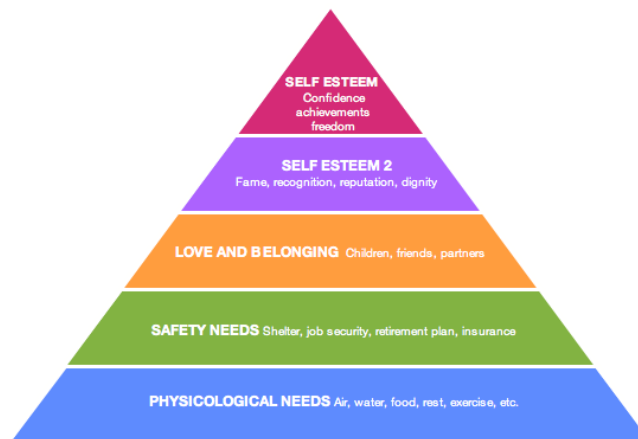 SELF ESTEEM
Confidence
achievements
freedom
SELF ESTEEM 2
Fame, recognition, reputation, dignity
LOVE AND BELONGING Children, friends, partners
SAFETY NEEDS Shelter, job security, retirement plan, insurance
PHYSICOLOGICAL NEEDS Air, water, food, rest, exercise, etc.